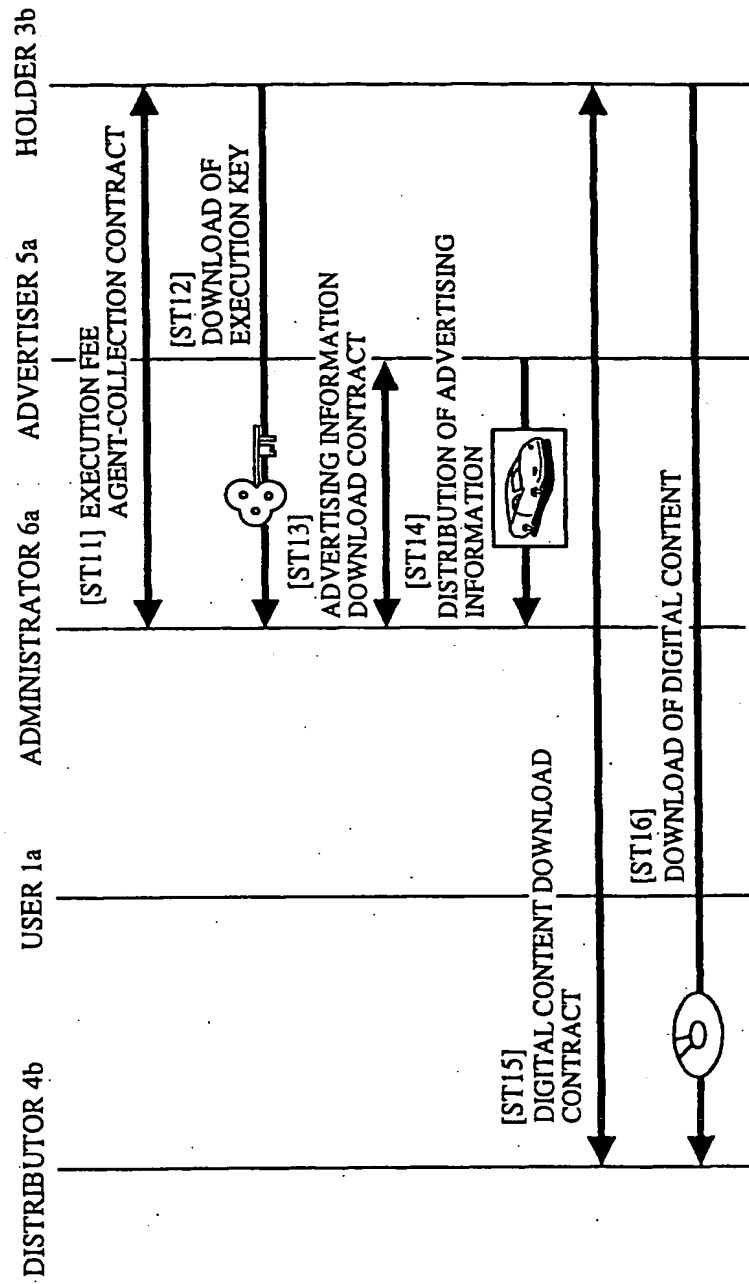 DISTRIBUTOR 4b
USER 1a
ADMINISTRATOR 6a
ADVERTISER 5a
HOLDER 3b
[ST11] EXECUTION FEE
AGENT-COLLECTION CONTRACT
[ST12]
DOWNLOAD OF
EXECUTION KEY
[ST13]
ADVERTISING INFORMATION
DOWNLOAD CONTRACT
[ST14]
DISTRIBUTION OF ADVERTISING
INFORMATION
[ST15]
DIGITAL CONTENT DOWNLOAD
CONTRACT
[ST16]
DOWNLOAD OF DIGITAL CONTENT